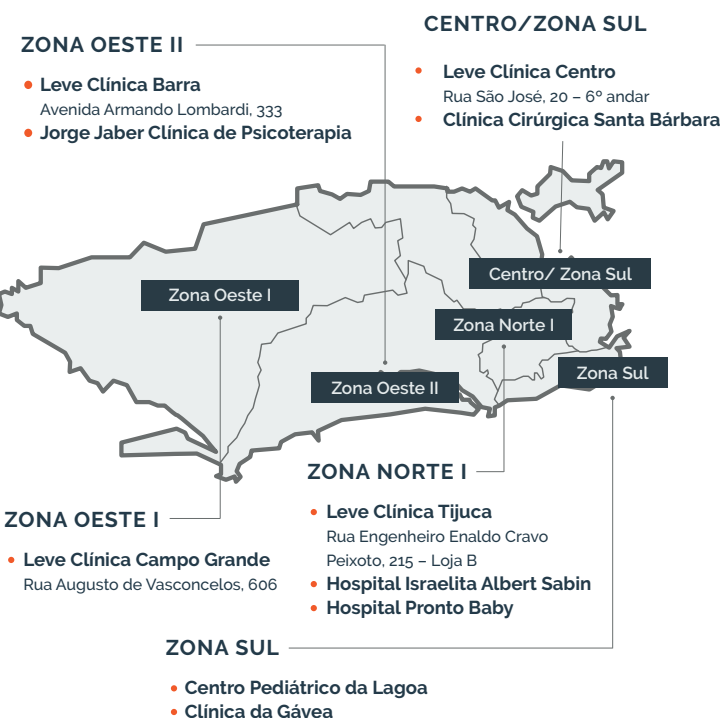 CENTRO/ZONA SUL
Leve Clínica Centro
Rua São José, 20 – 6º andar
Clínica Cirúrgica Santa Bárbara
ZONA OESTE II
Leve Clínica Barra
Avenida Armando Lombardi, 333
Jorge Jaber Clínica de Psicoterapia
Centro/ Zona Sul
Zona Oeste I
Zona Norte I
Zona Sul
Zona Oeste II
ZONA NORTE I
Leve Clínica Tijuca
Rua Engenheiro Enaldo Cravo
Peixoto, 215 – Loja B
Hospital Israelita Albert Sabin
Hospital Pronto Baby
ZONA OESTE I
Leve Clínica Campo Grande
Rua Augusto de Vasconcelos, 606
ZONA SUL
Centro Pediátrico da Lagoa
Clínica da Gávea